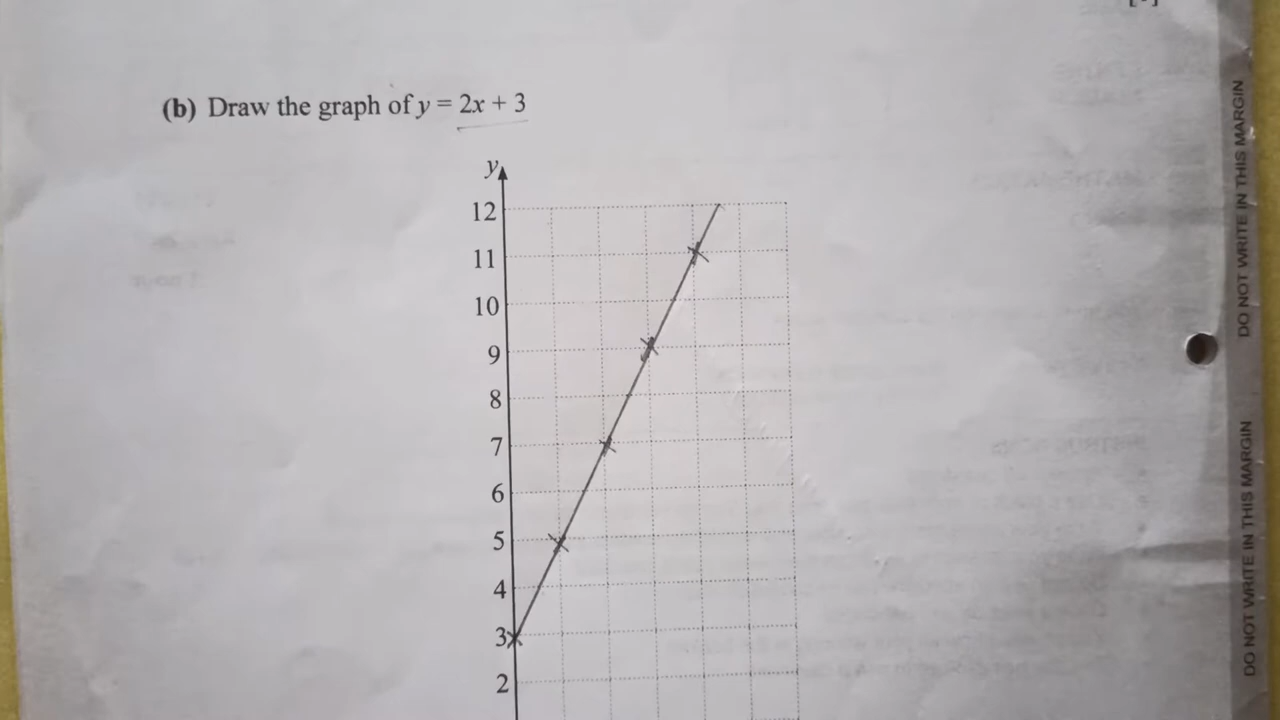 (b) Draw the graph of y = 2x + 3
y
12
11
10
9
8
7
6
5
4
3
2
DO NOT WRITE IN THIS MARGIN
DO NOT WRITE IN THIS MARGIN